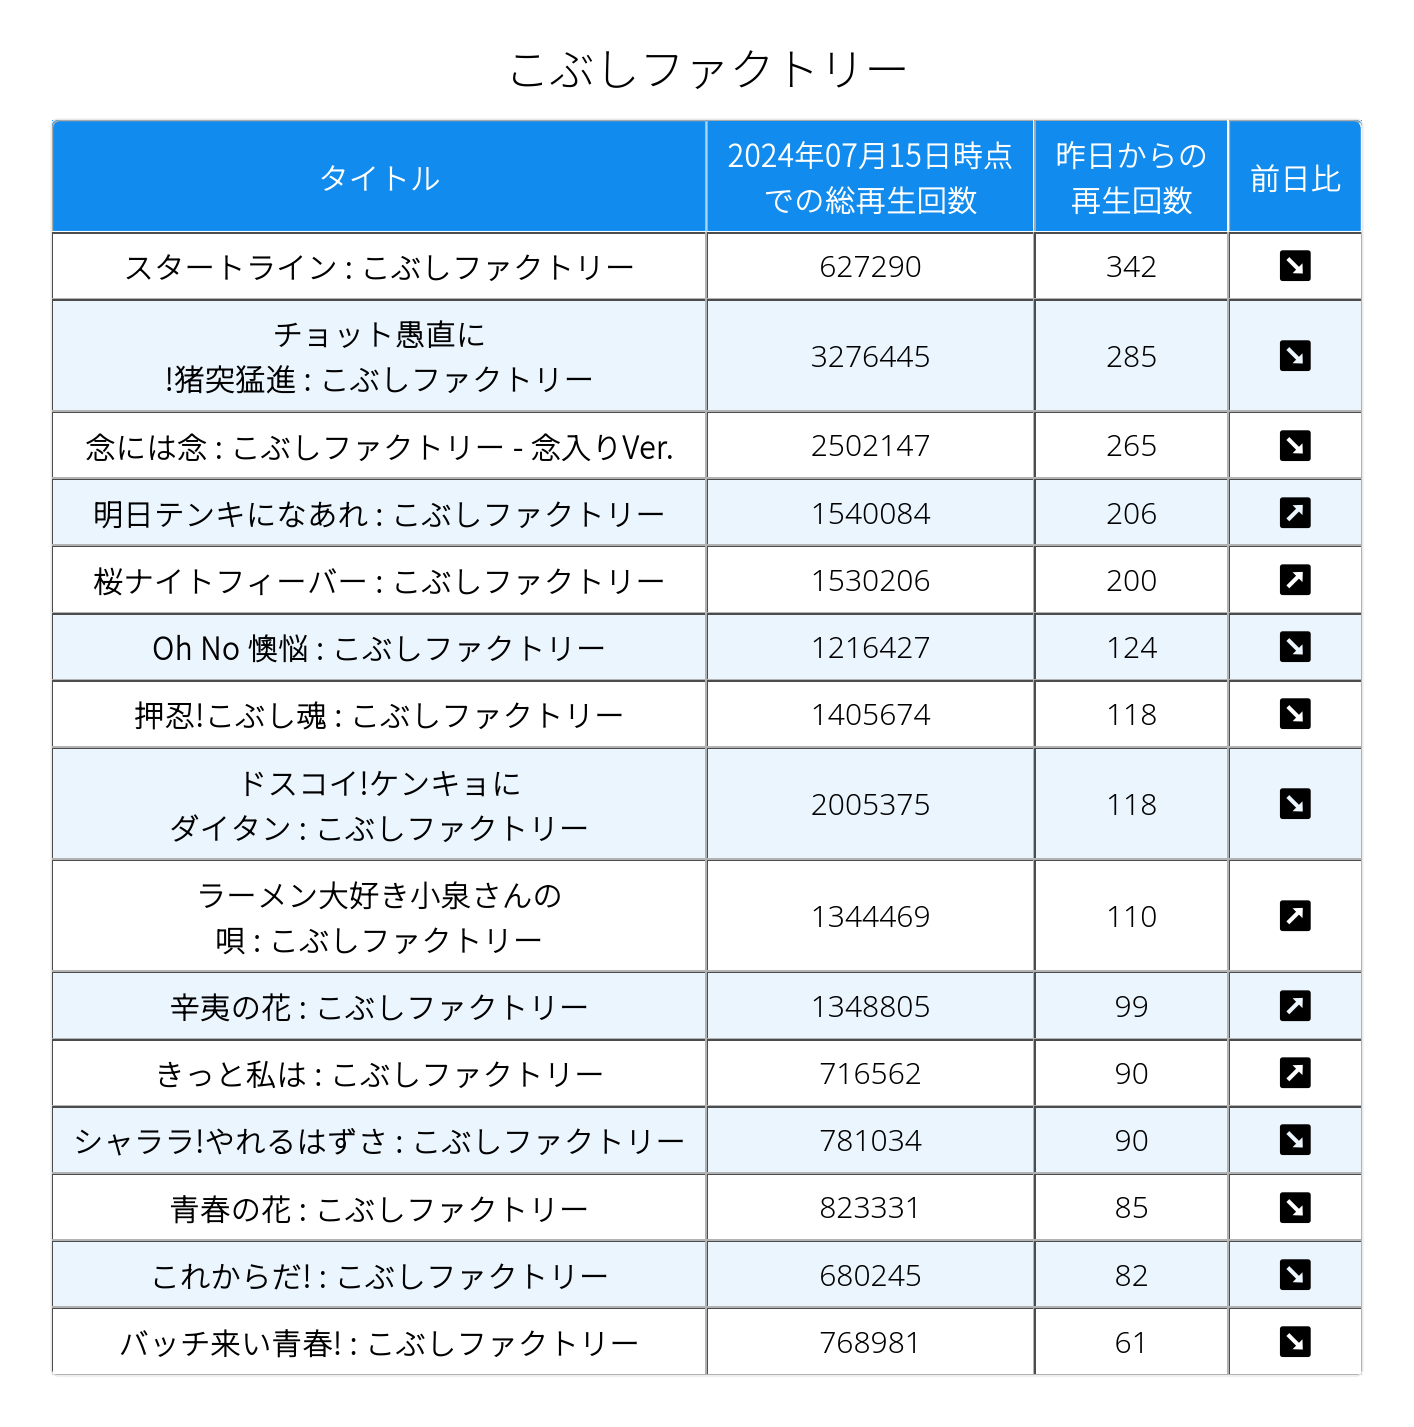 こぶしファクトリー
タイトル
2024年07月15日時点
での総再生回数
昨日からの
再生回数
前日比
スタートライン : こぶしファクトリー 627290 342 ↘
チョット愚直に
!猪突猛進 : こぶしファクトリー 3276445 285 ↘
念には念 : こぶしファクトリー - 念入りVer. 2502147 265 ↘
明日テンキになあれ : こぶしファクトリー 1540084 206 ↗
桜ナイトフィーバー : こぶしファクトリー 1530206 200 ↗
Oh No 懊悩 : こぶしファクトリー 1216427 124 ↘
押忍!こぶし魂 : こぶしファクトリー 1405674 118 ↘
ドスコイ!ケンキョに
ダイタン : こぶしファクトリー 2005375 118 ↘
ラーメン大好き小泉さんの
唄 : こぶしファクトリー 1344469 110 ↗
辛夷の花 : こぶしファクトリー 1348805 99 ↗
きっと私は : こぶしファクトリー 716562 90 ↗
シャララ!やれるはずさ : こぶしファクトリー 781034 90 ↘
青春の花 : こぶしファクトリー 823331 85 ↘
これからだ! : こぶしファクトリー 680245 82 ↘
バッチ来い青春! : こぶしファクトリー 768981 61 ↘